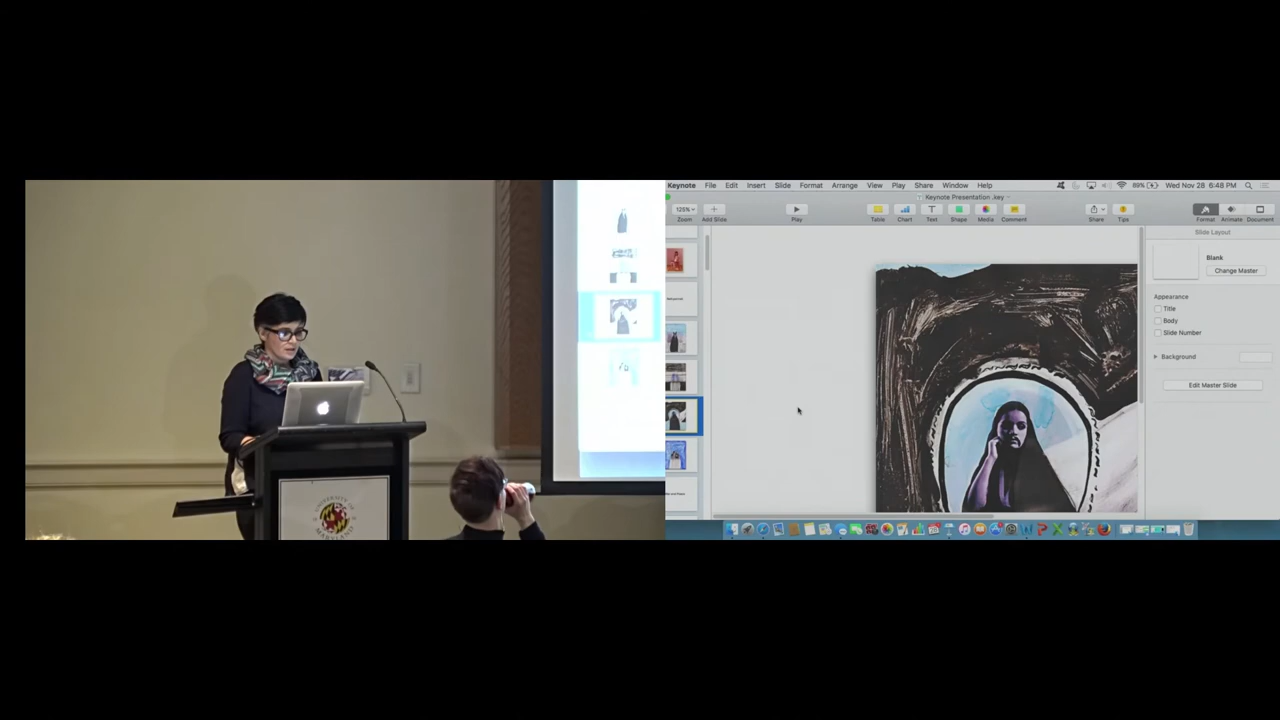 UNIVERSITY OF
MARYLAND
Keynote File Edit Insert Slide Format Arrange View Play Share Window Help 89% Wed Nov 28 6:48 PM
Keynote Presentation .key
125%
Zoom Add Slide Play Table Chart Text Shape Media Comment Share Tips Format Animate Document
Slide Layout
Blank
Change Master
Appearance
Title
Body
Slide Number
Background
Edit Master Slide